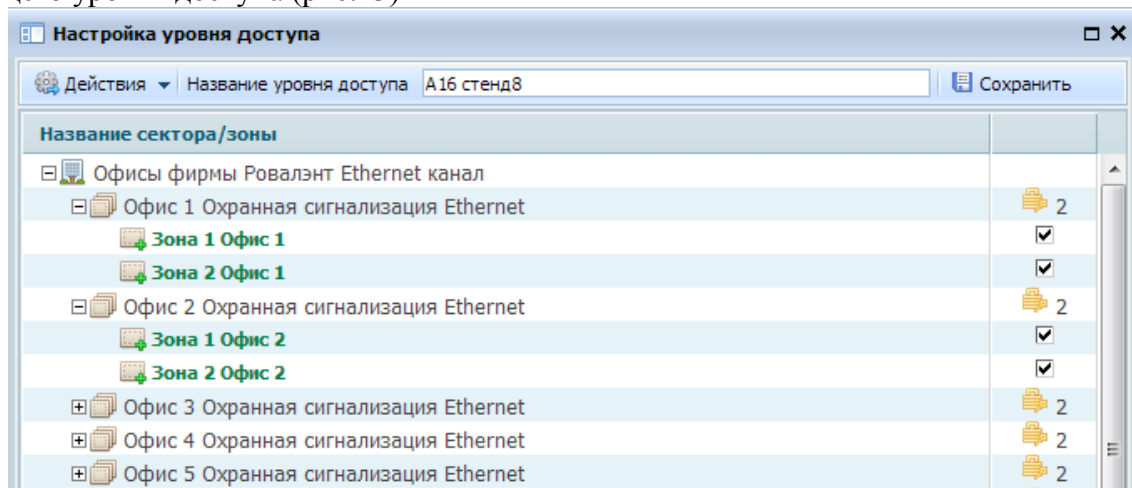 уровня доступа (рис.
Настройка уровня доступа
Действия Название уровня доступа А16 стенд8 Сохранить
Название сектора/зоны
Офисы фирмы Ровалэнт Ethernet канал
Офис 1 Охранная сигнализация Ethernet 2
Зона 1 Офис 1
Зона 2 Офис 1
Офис 2 Охранная сигнализация Ethernet 2
Зона 1 Офис 2
Зона 2 Офис 2
Офис 3 Охранная сигнализация Ethernet 2
Офис 4 Охранная сигнализация Ethernet 2
Офис 5 Охранная сигнализация Ethernet 2